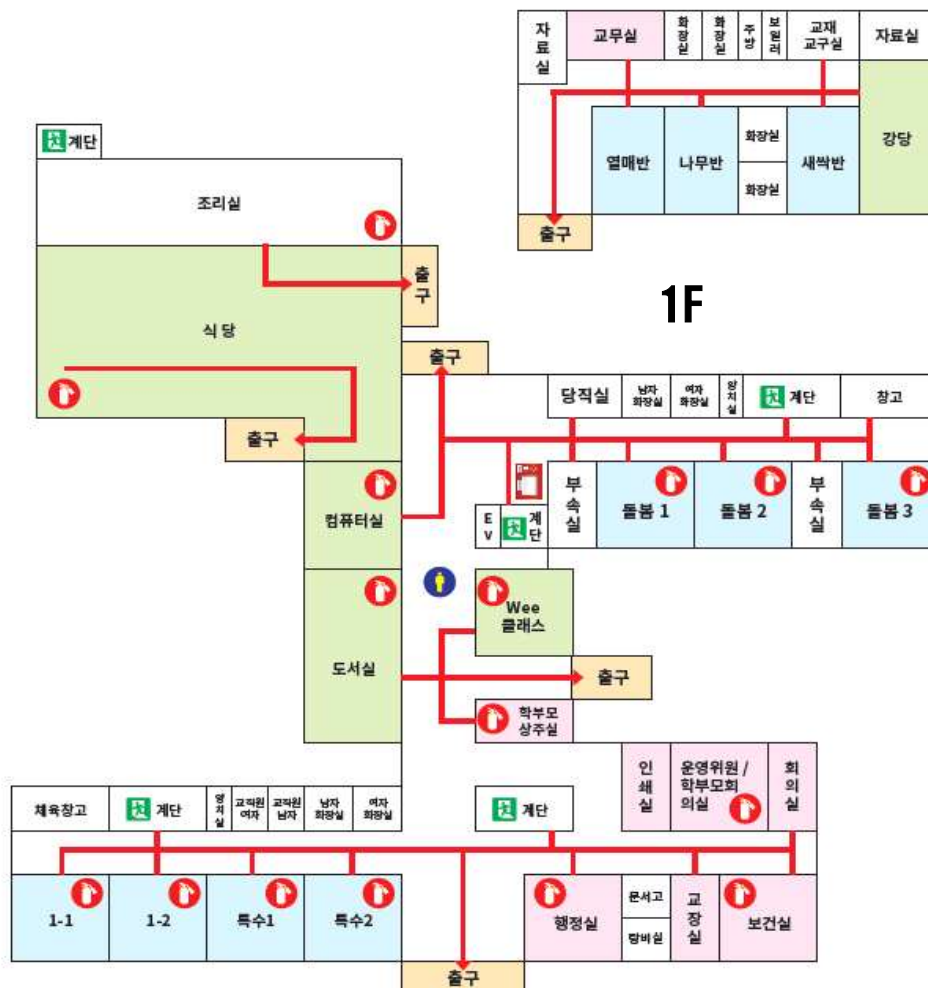 자료실
교무실
화장실
화장실
주방
보일러
교재
교구실
자료실
열매반
나무반
화장실
화장실
새싹반
강당
출구
계단
조리실
출구
식당
출구
1F
출구
당직실
남자
화장실
여자
화장실
양치실
계단
창고
컴퓨터실
EV
계단
부속실
돌봄 1
돌봄 2
부속실
돌봄 3
Wee
클래스
도서실
출구
학부모
상주실
인쇄실
운영위원 /
학부모회
의실
회의실
체육창고
계단
양치실
교직원
여자
교직원
남자
남자
화장실
여자
화장실
계단
1-1
1-2
특수1
특수2
행정실
문서고
탕비실
교장실
보건실
출구